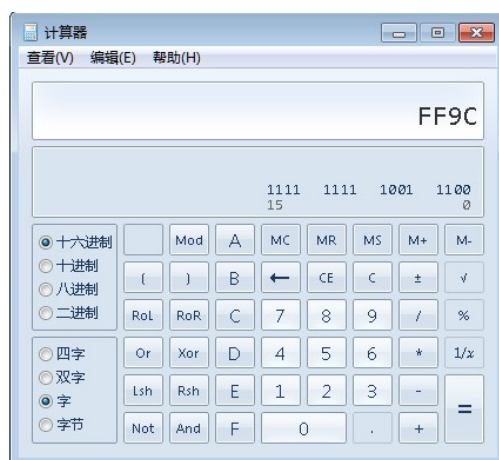 计算器
查看(V) 编辑(E) 帮助(H)
FF9C
1111 1111 1001 1100
15 0
十六进制 Mod A MC MR MS M+ M-
十进制 ( ) B ← CE C ± √
八进制
二进制 RoL RoR C 7 8 9 / %
四字 Or Xor D 4 5 6 * 1/x
双字
字 Lsh Rsh E 1 2 3 - =
字节 Not And F 0 . +